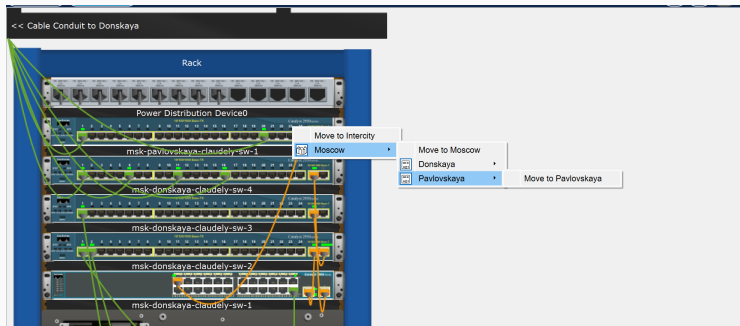 << Cable Conduit to Donskaya
Rack
Power Distribution Device0
msk-pavlovskaya-claudely-sw-1
msk-donskaya-claudely-sw-4
msk-donskaya-claudely-sw-3
msk-donskaya-claudely-sw-2
msk-donskaya-claudely-sw-1
Move to Intercity
Moscow
Move to Moscow
Donskaya
Pavlovskaya
Move to Pavlovskaya